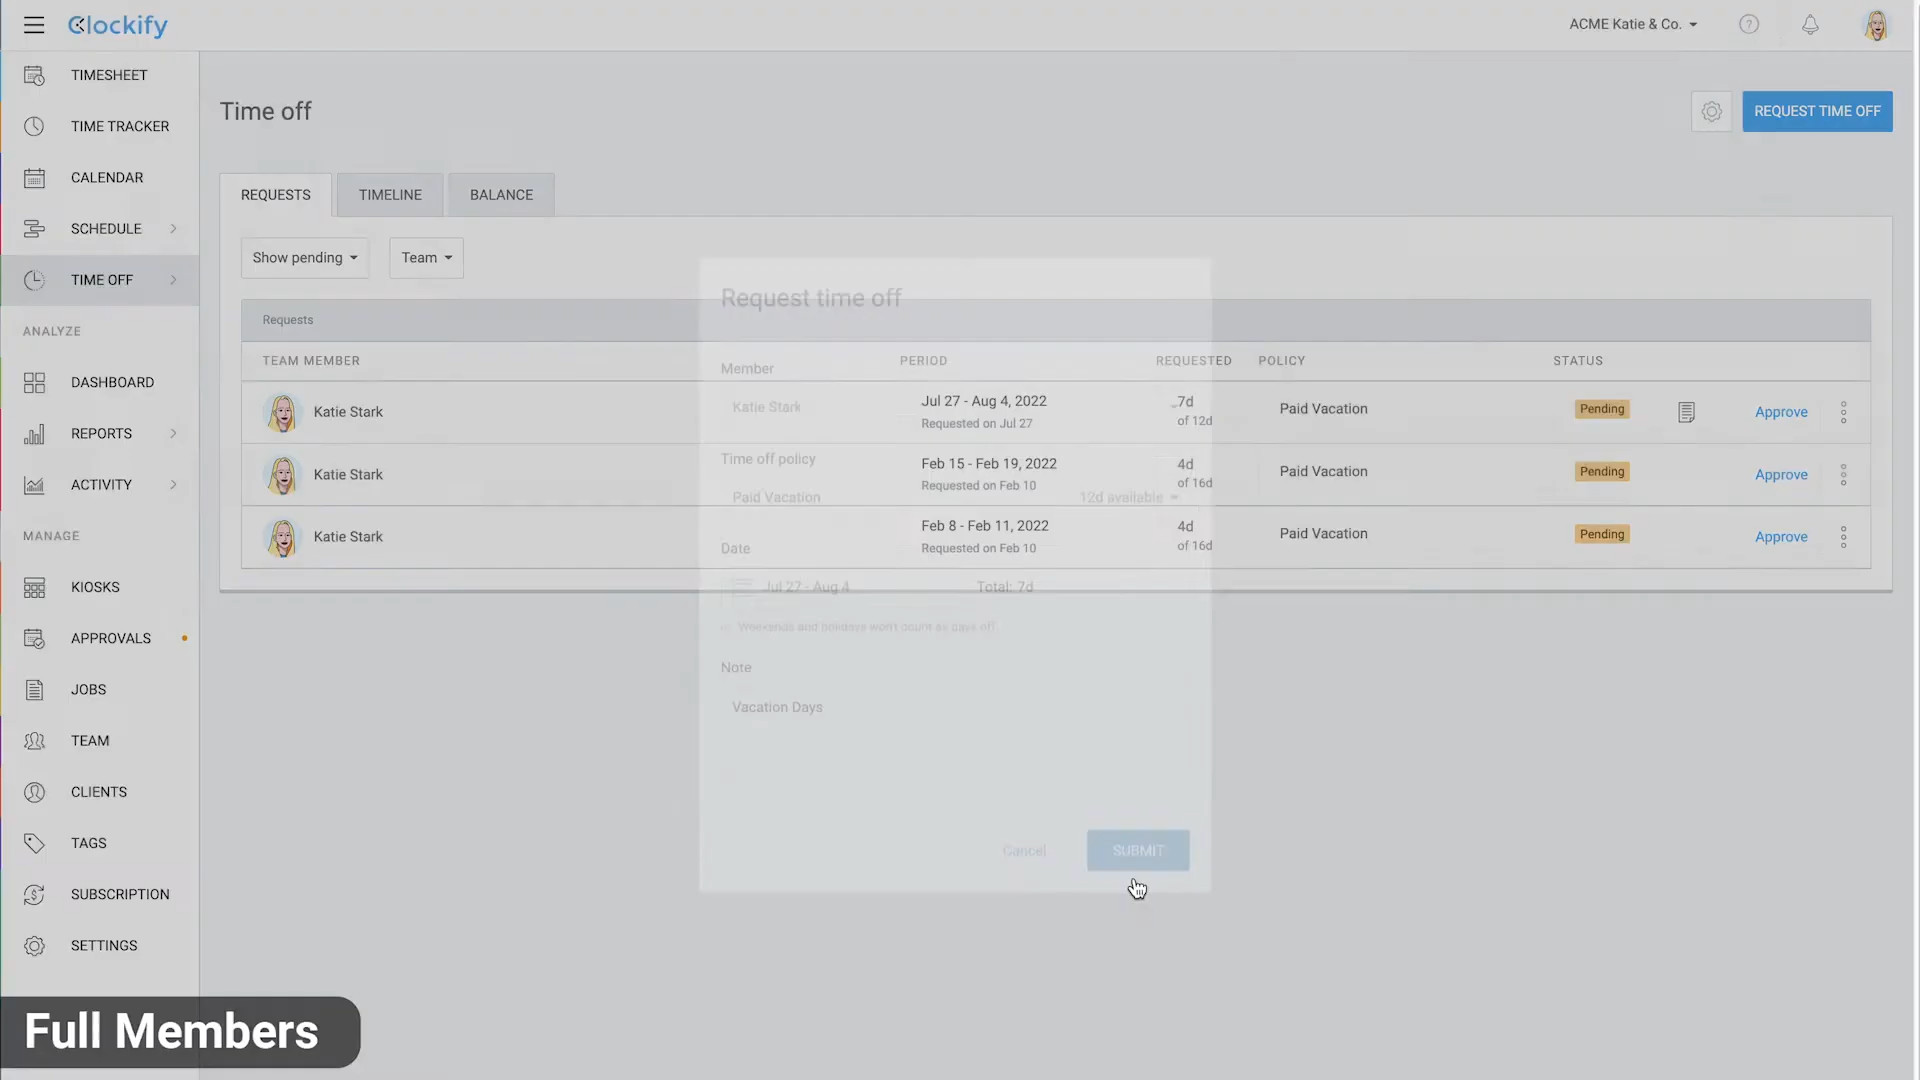 Clockify
ACME Katie & Co.
TIMESHEET
TIME TRACKER
CALENDAR
SCHEDULE
TIME OFF
ANALYZE
DASHBOARD
REPORTS
ACTIVITY
MANAGE
KIOSKS
APPROVALS
JOBS
TEAM
CLIENTS
TAGS
SUBSCRIPTION
SETTINGS
Time off
REQUEST TIME OFF
REQUESTS TIMELINE BALANCE
Show pending Team
Requests
TEAM MEMBER PERIOD REQUESTED POLICY STATUS
Katie Stark Jul 27 - Aug 4, 2022 7d Paid Vacation Pending Approve
Requested on Jul 27 of 12d
Katie Stark Feb 15 - Feb 19, 2022 4d Paid Vacation Pending Approve
Requested on Feb 10 of 16d
Katie Stark Feb 8 - Feb 11, 2022 4d Paid Vacation Pending Approve
Requested on Feb 10 of 16d
Request time off
Member
Katie Stark
Time off policy
Paid Vacation 12d available
Date
Jul 27 - Aug 4 Total: 7d
Weekends and holidays won't count as days off
Note
Vacation Days
Cancel SUBMIT
Full Members